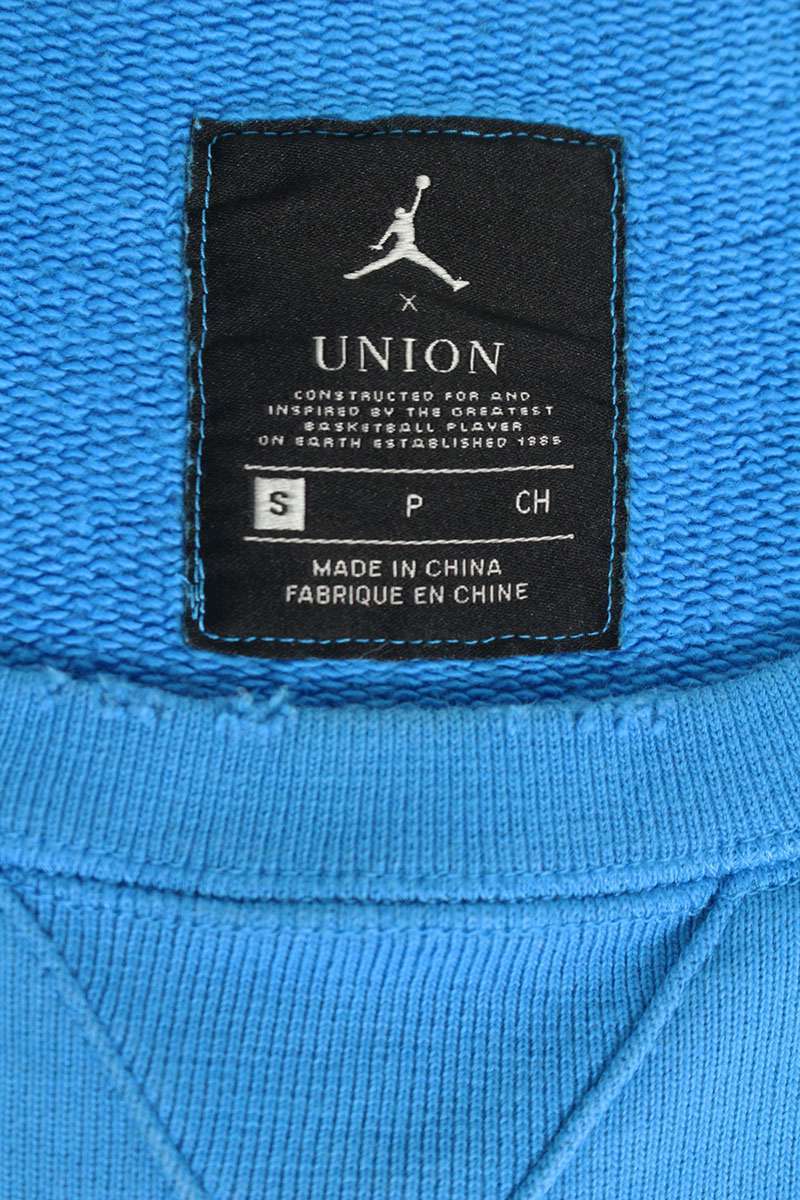 X
UNION
CONSTRUCTED FOR AND
INSPIRED BY THE GREATEST
BASKETBALL PLAYER
ON EARTH ESTABLISHED 1985
S P CH
MADE IN CHINA
FABRIQUE EN CHINE